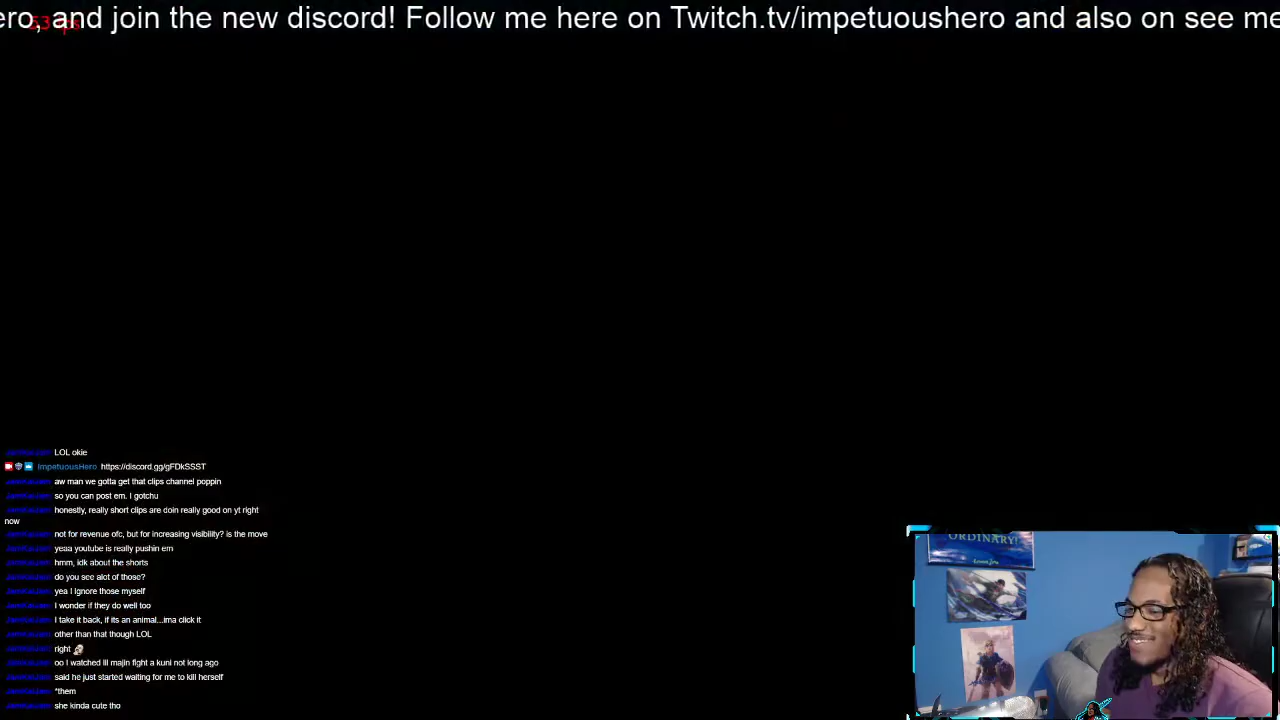 ero, and join the new discord! Follow me here on Twitch.tv/impetuoushero and also on see me
LOL okie
ImpetuousHero https://discord.gg/gFDkSSST
aw man we gotta get that clips channel poppin
so you can post em. I gotchu
honestly, really short clips are doin really good on yt right
now
not for revenue ofc, but for increasing visibility? is the move
yeaa youtube is really pushin em
hmm, idk about the shorts
do you see alot of those?
yea I ignore those myself
I wonder if they do well too
I take it back, if its an animal...ima click it
other than that though LOL
right
oo I watched lil majin fight a kuni not long ago
said he just started waiting for me to kill herself
*them
she kinda cute tho
ORDINARY!